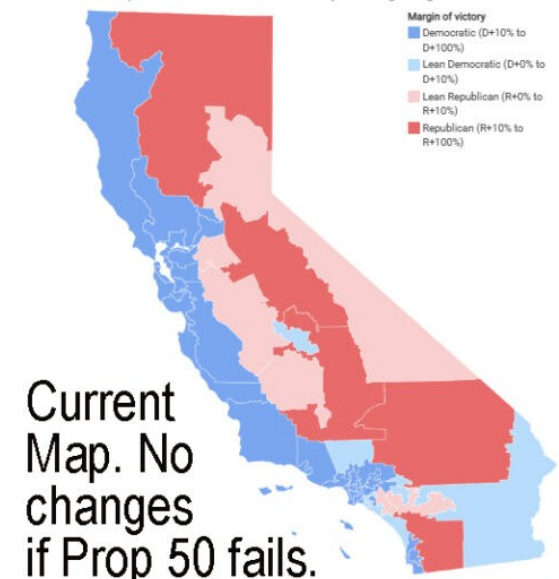 Margin of victory
Democratic (D+10% to
D+100%)
Lean Democratic (D+0% to
D+10%)
Lean Republican (R+0% to
R+10%)
Republican (R+10% to
R+100%)
Current
Map. No
changes
if Prop 50 fails.